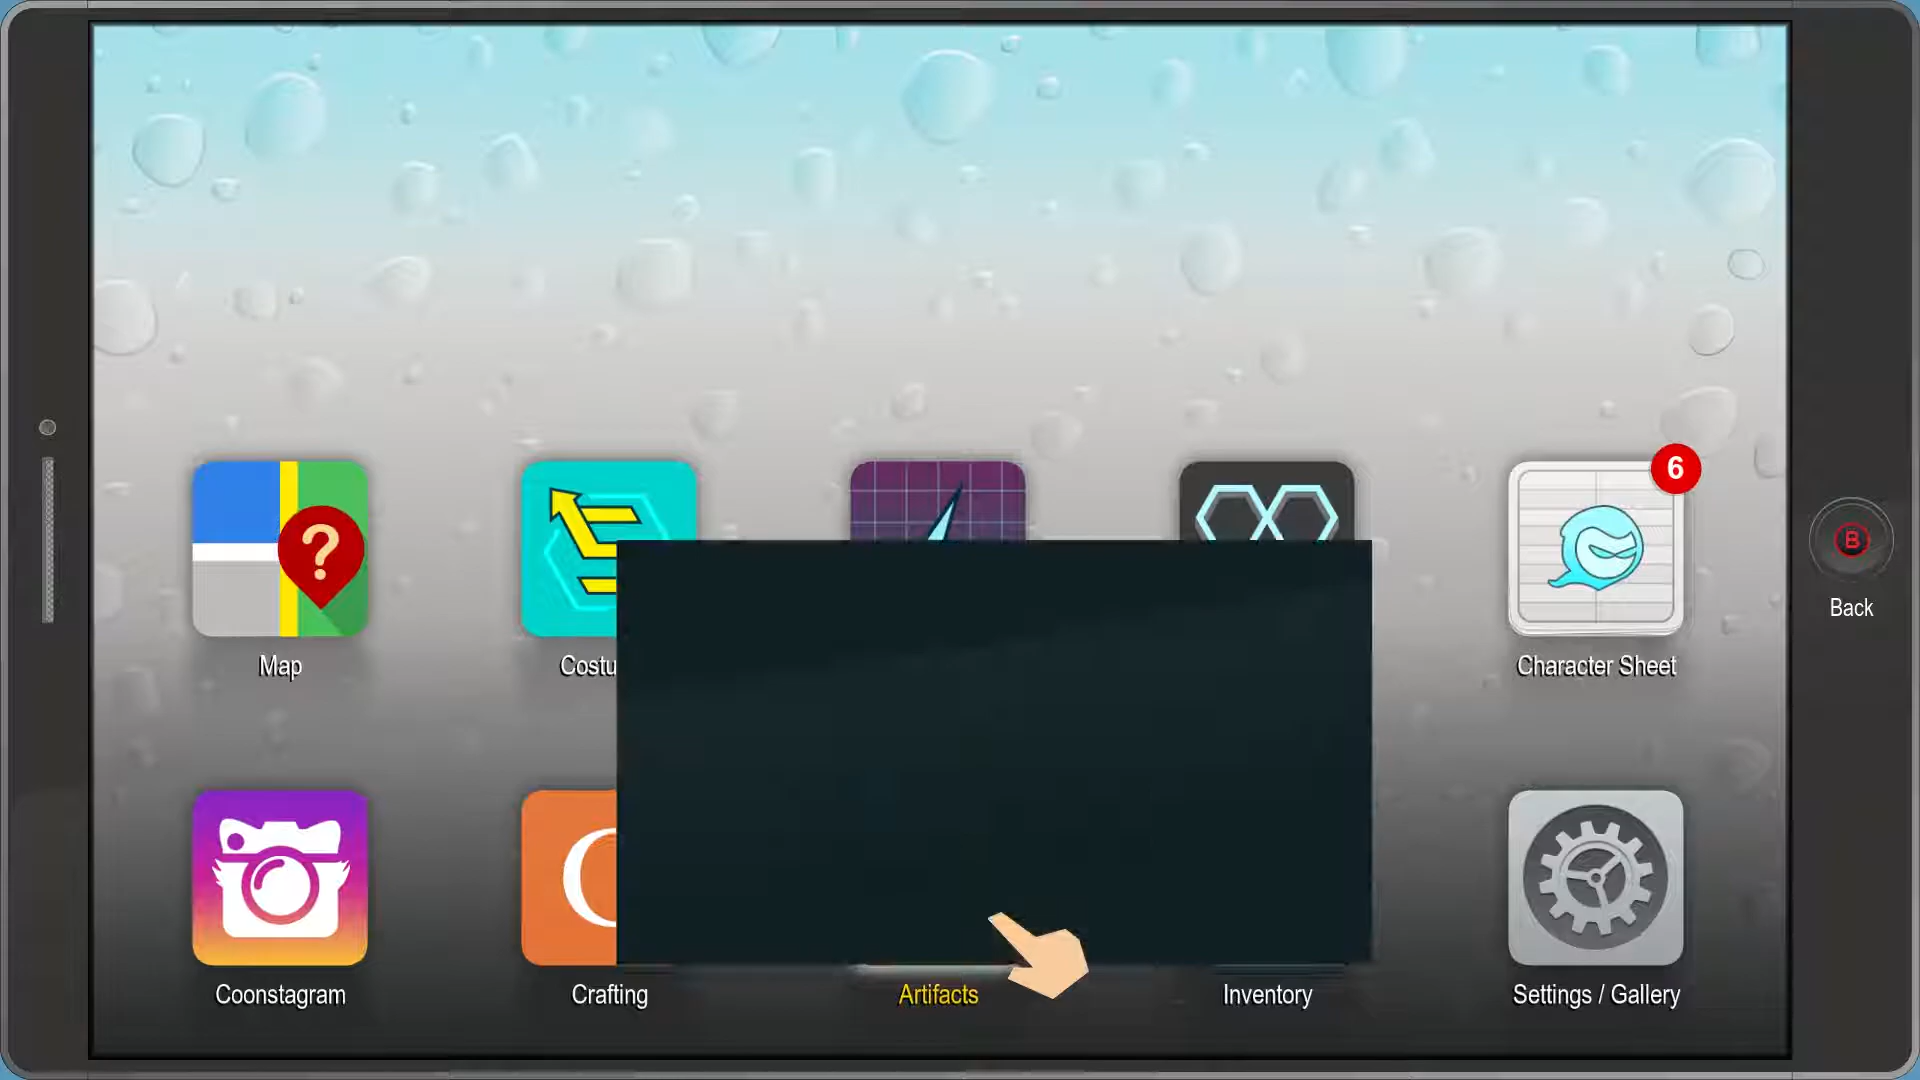 6
?
Map
Costu
Character Sheet
B
Back
Coonstagram
Crafting
Artifacts
Inventory
Settings / Gallery